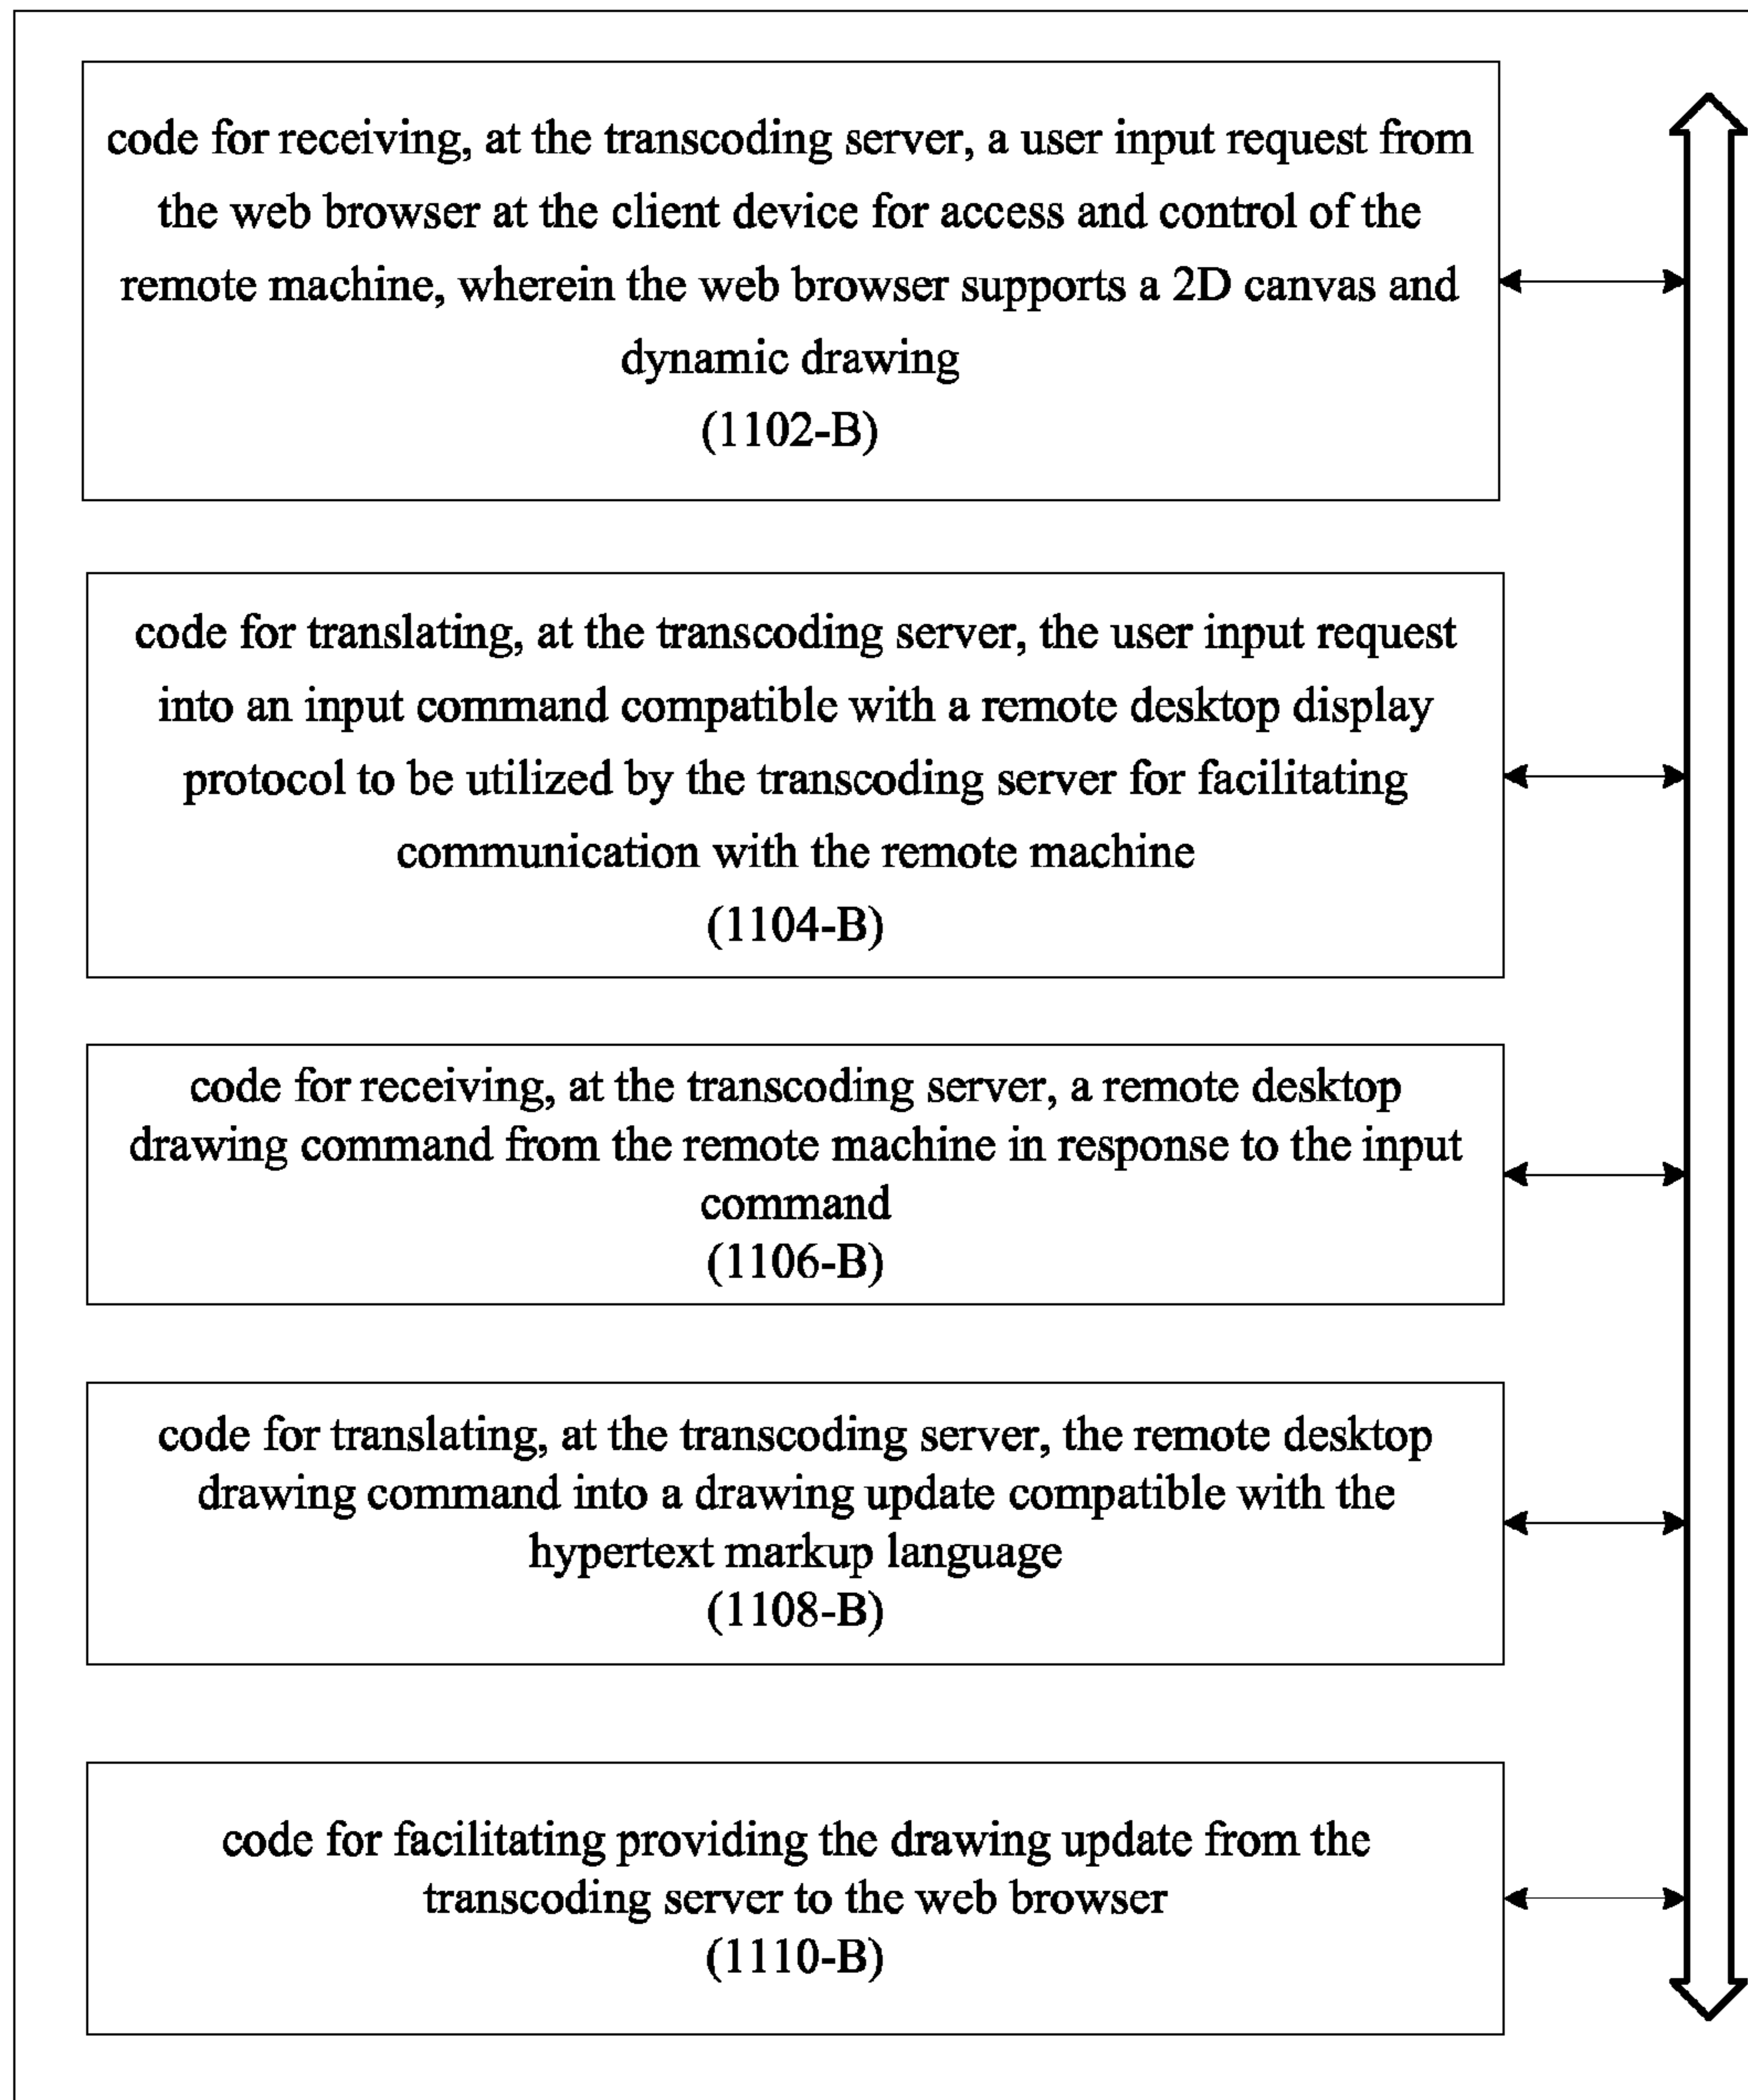 code for receiving, at the transcoding server, a user input request from
the web browser at the client device for access and control of the
remote machine, wherein the web browser supports a 2D canvas and
dynamic drawing
(1102-B)
code for translating, at the transcoding server, the user input request
into an input command compatible with a remote desktop display
protocol to be utilized by the transcoding server for facilitating
communication with the remote machine
(1104-B)
code for receiving, at the transcoding server, a remote desktop
drawing command from the remote machine in response to the input
command
(1106-B)
code for translating, at the transcoding server, the remote desktop
drawing command into a drawing update compatible with the
hypertext markup language
(1108-B)
code for facilitating providing the drawing update from the
transcoding server to the web browser
(1110-B)